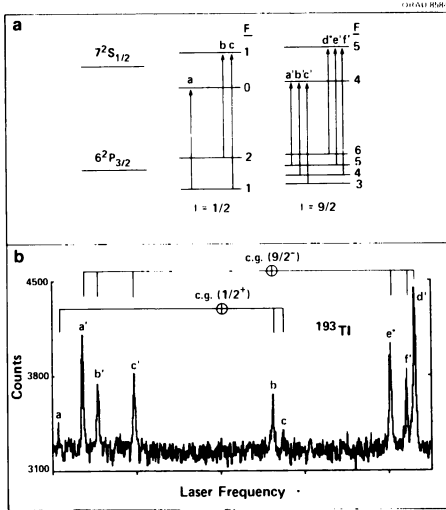 a
F
F
7²S1/2
b c
1
d' e' f'
5
a
0
a' b' c'
4
6²P3/2
2
6
5
4
1
3
I = 1/2
I = 9/2
b
c.g. (9/2⁻)
4500
c.g. (1/2⁺)
¹⁹³Tl
d'
a'
e'
b'
c'
f'
3800
b
a
c
Counts
3100
Laser Frequency